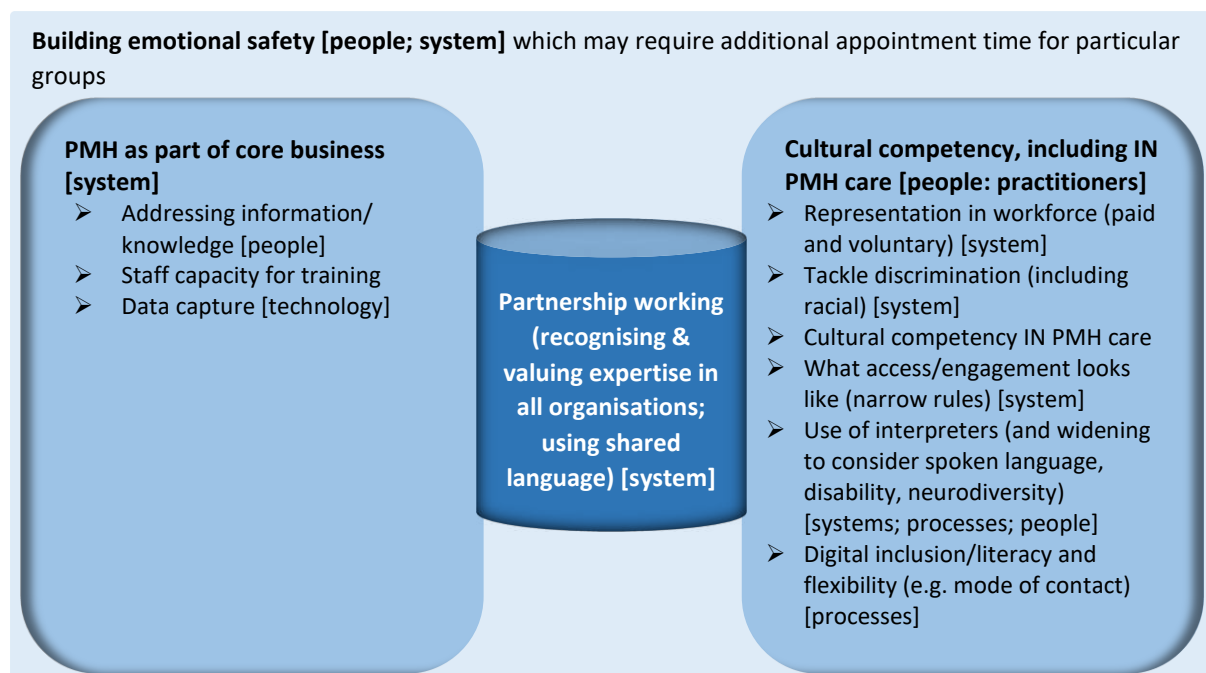 Building emotional safety [people; system] which may require additional appointment time for particular
groups
PMH as part of core business
[system]
➢ Addressing information/
knowledge [people]
➢ Staff capacity for training
➢ Data capture [technology]
Partnership working
(recognising &
valuing expertise in
all organisations;
using shared
language) [system]
Cultural competency, including IN
PMH care [people: practitioners]
➢ Representation in workforce (paid
and voluntary) [system]
➢ Tackle discrimination (including
racial) [system]
➢ Cultural competency IN PMH care
➢ What access/engagement looks
like (narrow rules) [system]
➢ Use of interpreters (and widening
to consider spoken language,
disability, neurodiversity)
[systems; processes; people]
➢ Digital inclusion/literacy and
flexibility (e.g. mode of contact)
[processes]